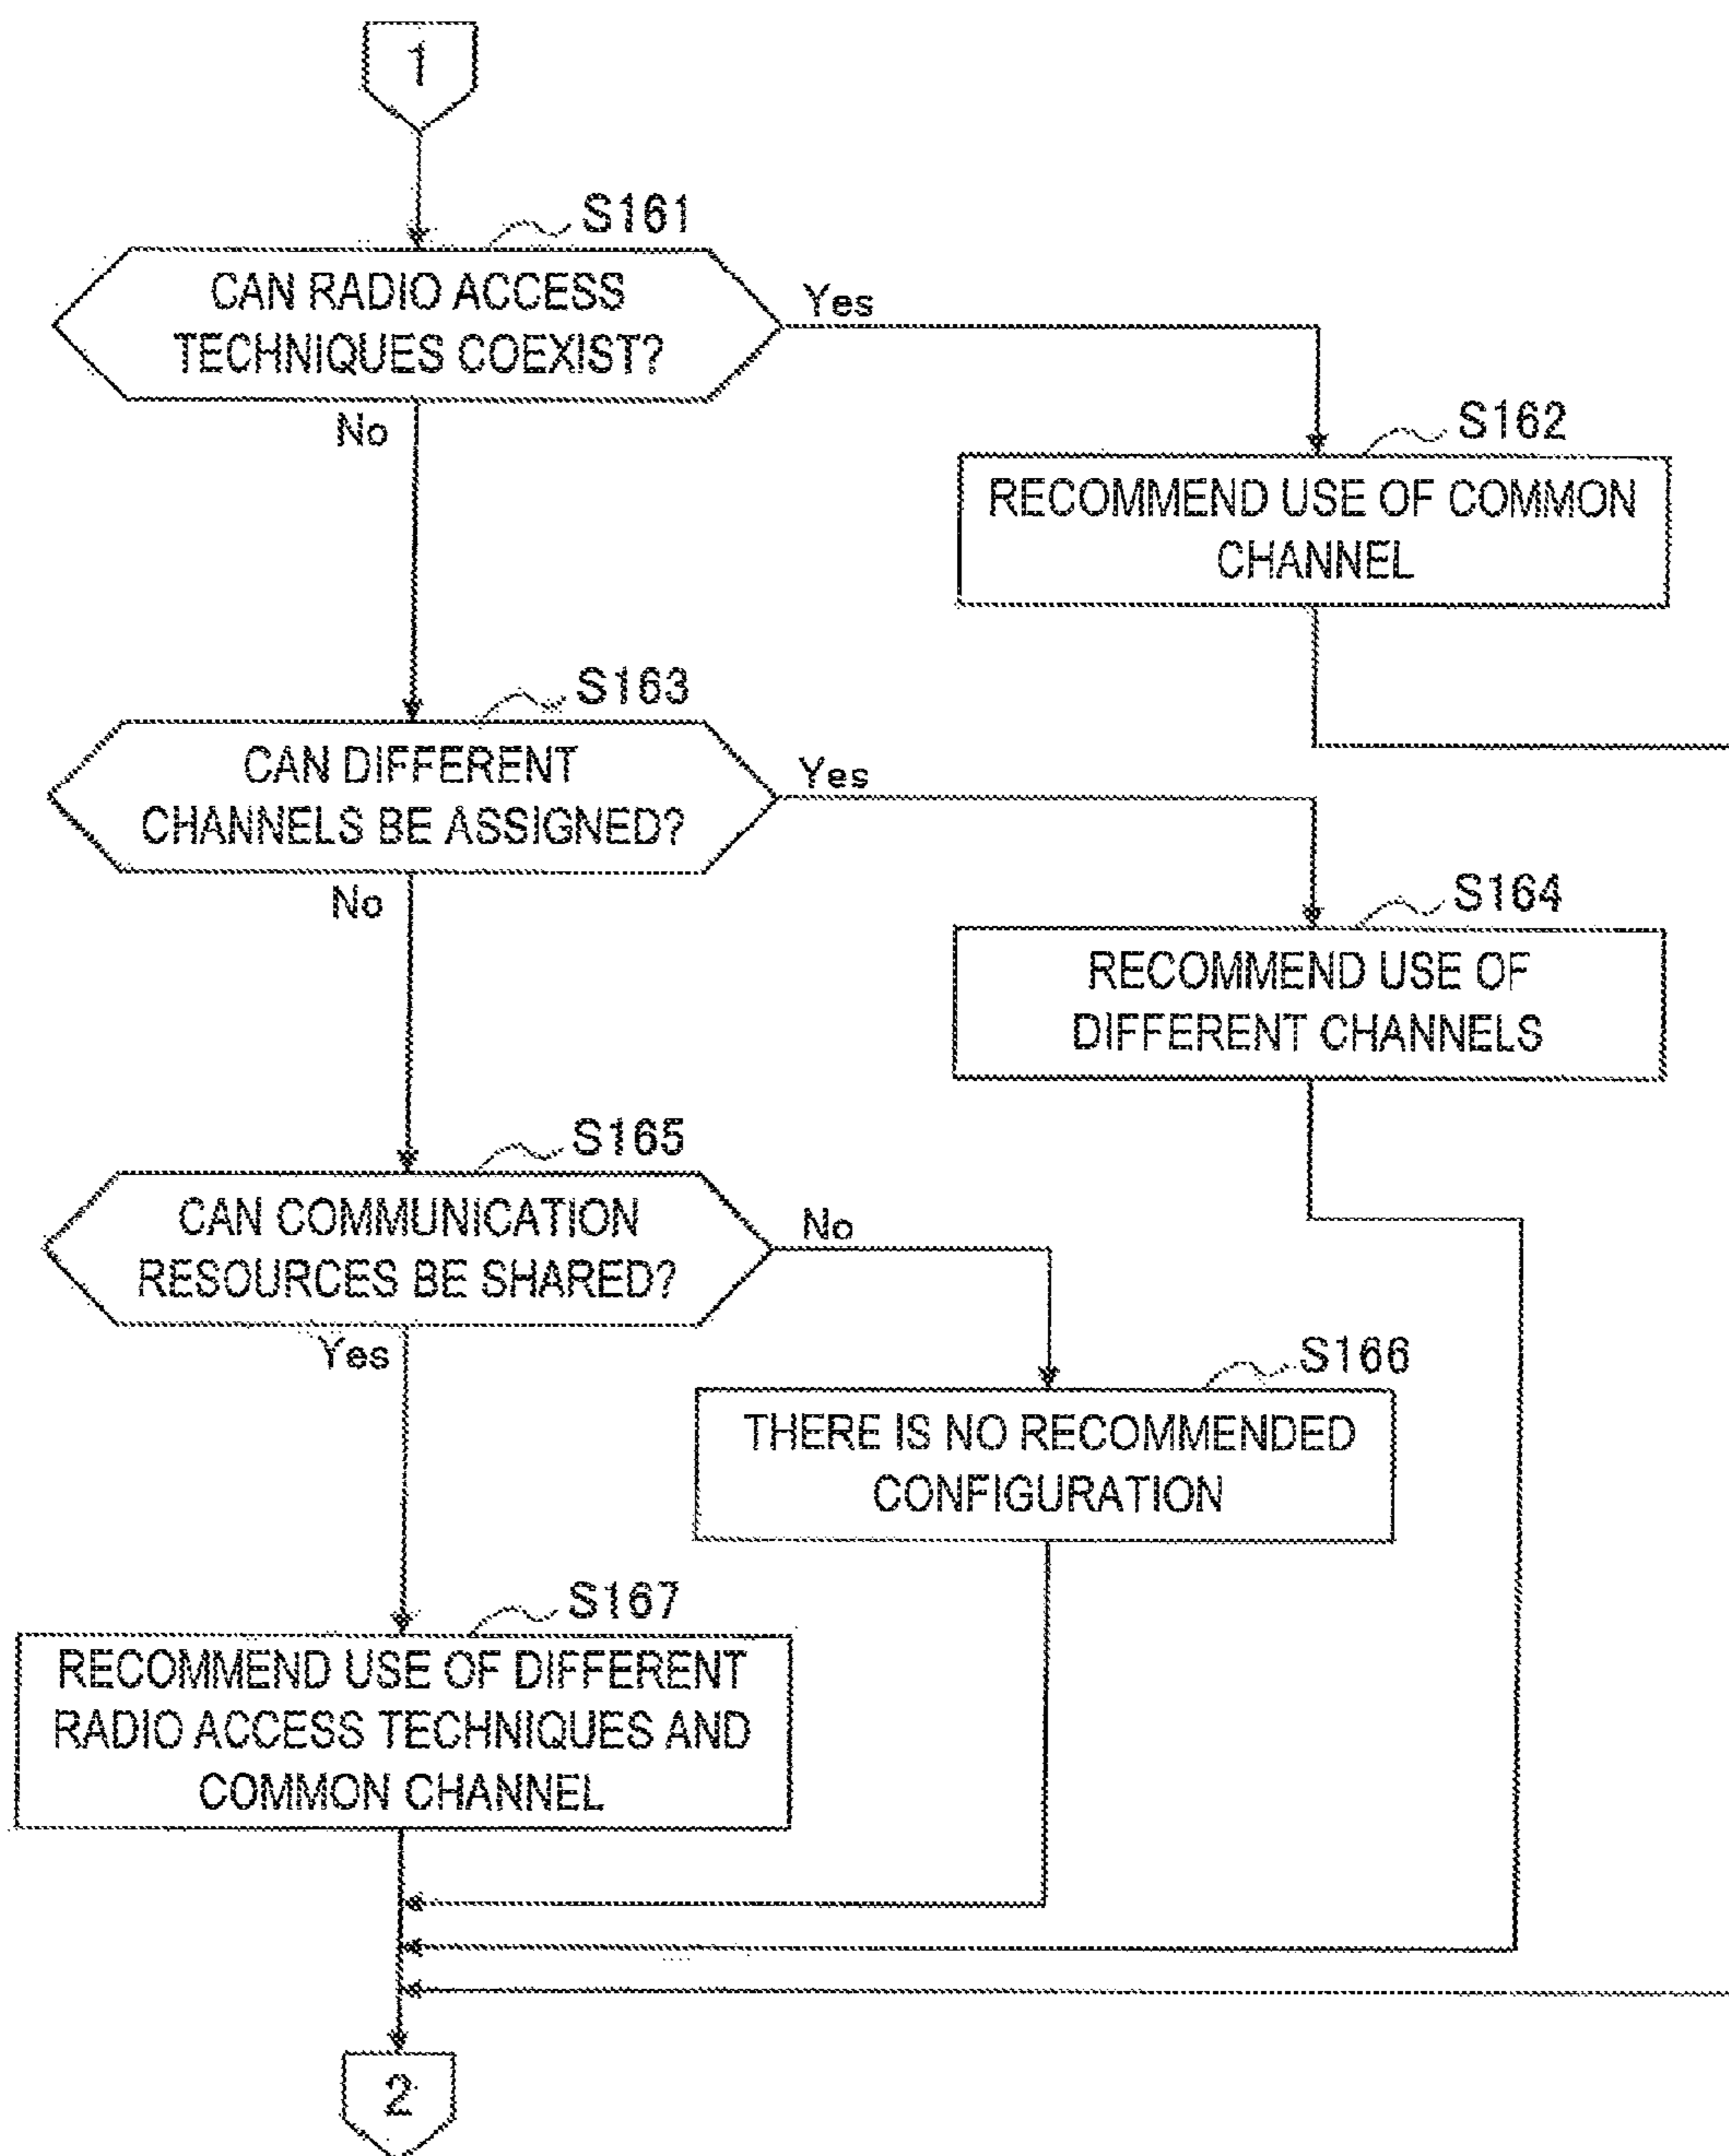 1
S161
CAN RADIO ACCESS
TECHNIQUES COEXIST?
Yes
No
S162
RECOMMEND USE OF COMMON
CHANNEL
S163
CAN DIFFERENT
CHANNELS BE ASSIGNED?
Yes
No
S164
RECOMMEND USE OF
DIFFERENT CHANNELS
S165
CAN COMMUNICATION
RESOURCES BE SHARED?
No
Yes
S166
THERE IS NO RECOMMENDED
CONFIGURATION
S167
RECOMMEND USE OF DIFFERENT
RADIO ACCESS TECHNIQUES AND
COMMON CHANNEL
2